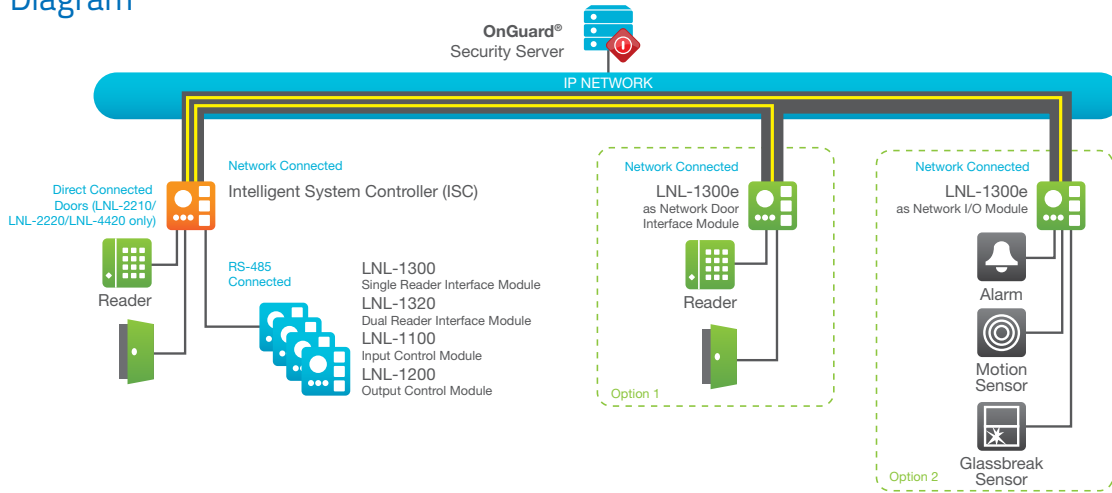 Diagram
OnGuard®
Security Server
IP NETWORK
Network Connected
Intelligent System Controller (ISC)
Direct Connected
Doors (LNL-2210/
LNL-2220/LNL-4420 only)
Reader
RS-485
Connected
LNL-1300
Single Reader Interface Module
LNL-1320
Dual Reader Interface Module
LNL-1100
Input Control Module
LNL-1200
Output Control Module
Network Connected
LNL-1300e
as Network Door
Interface Module
Reader
Option 1
Network Connected
LNL-1300e
as Network I/O Module
Alarm
Motion
Sensor
Glassbreak
Sensor
Option 2